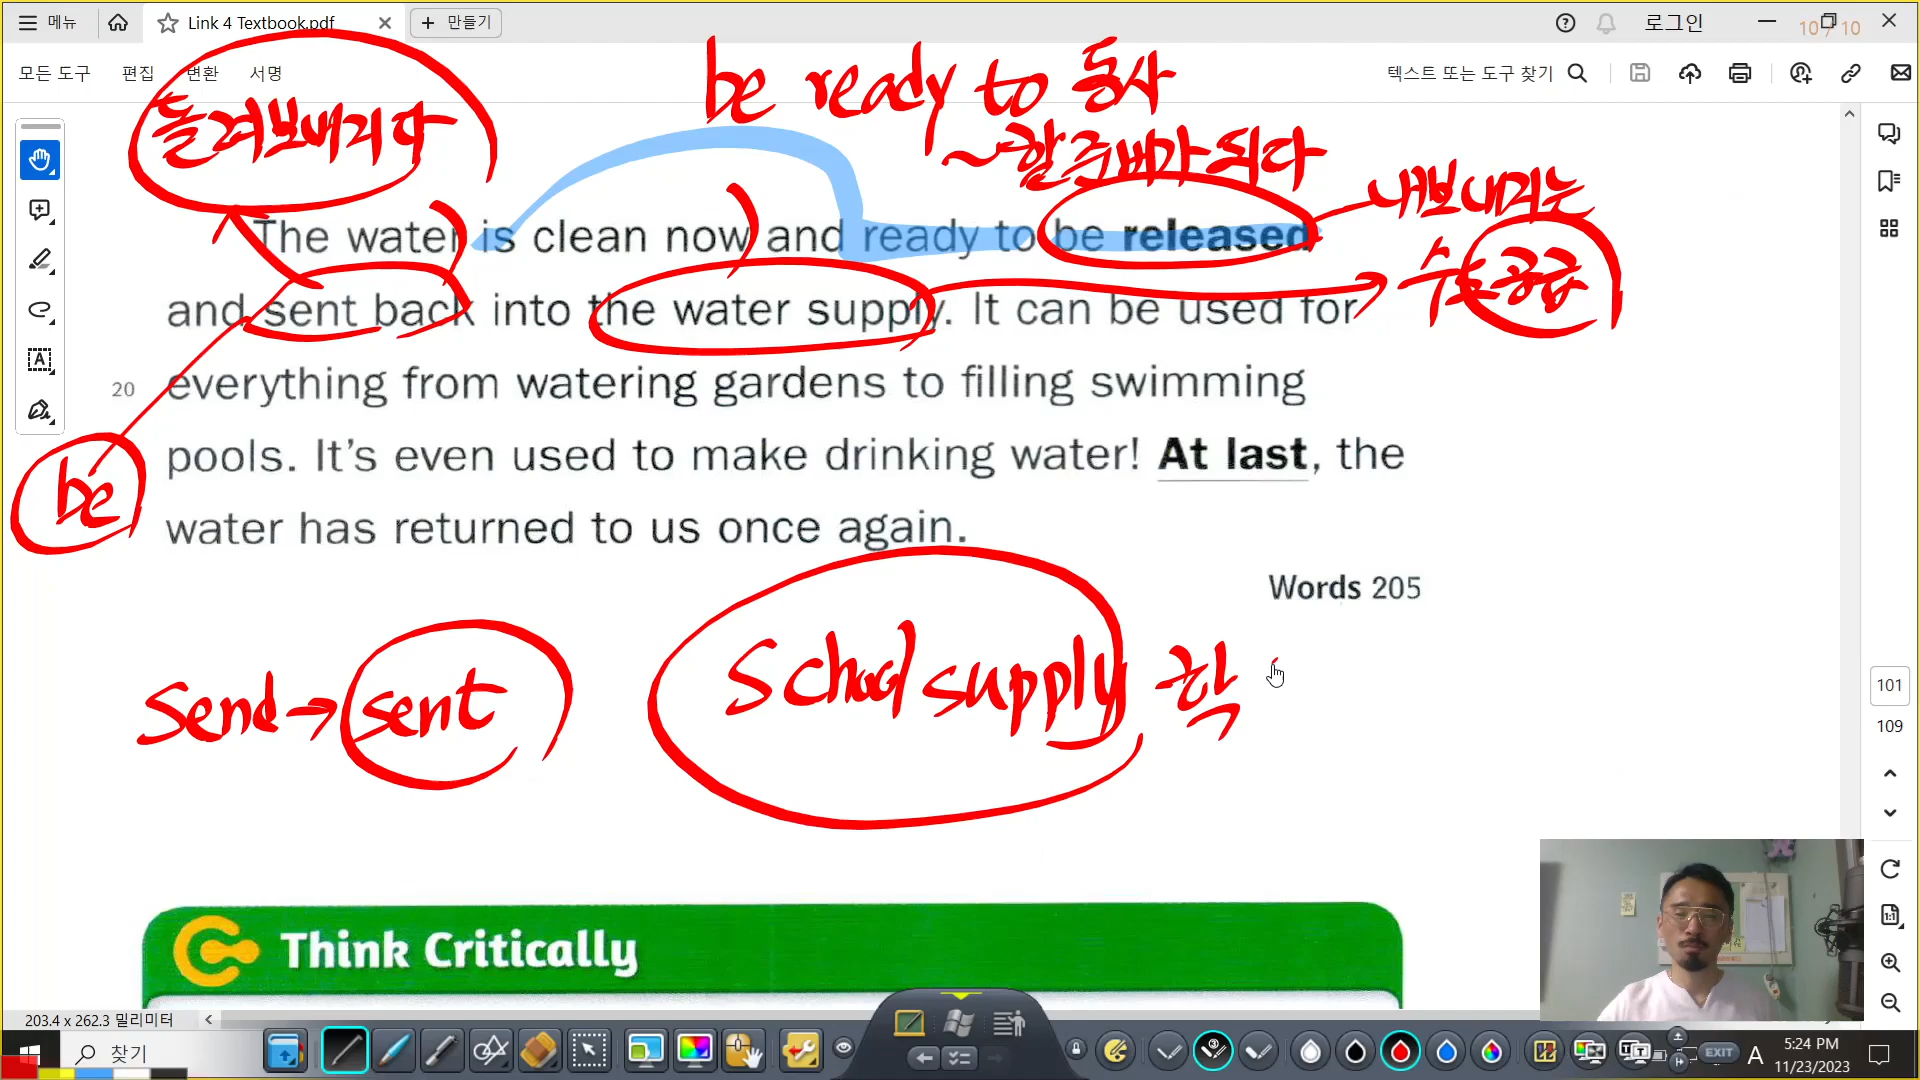 메뉴
Link 4 Textbook.pdf
만들기
로그인
10 / 10
모든 도구
편집
변환
서명
텍스트 또는 도구 찾기
be ready to 동사
~할 준비가 되다
돌려보내지다
내보내지는
수도공급
The water is clean now and ready to be released
and sent back into the water supply. It can be used for
20 everything from watering gardens to filling swimming
pools. It's even used to make drinking water! At last, the
water has returned to us once again.
be
Words 205
send → sent
School supply 학
101
109
Think Critically
203.4 x 262.3 밀리미터
찾기
EXIT
A
5:24 PM
11/23/2023